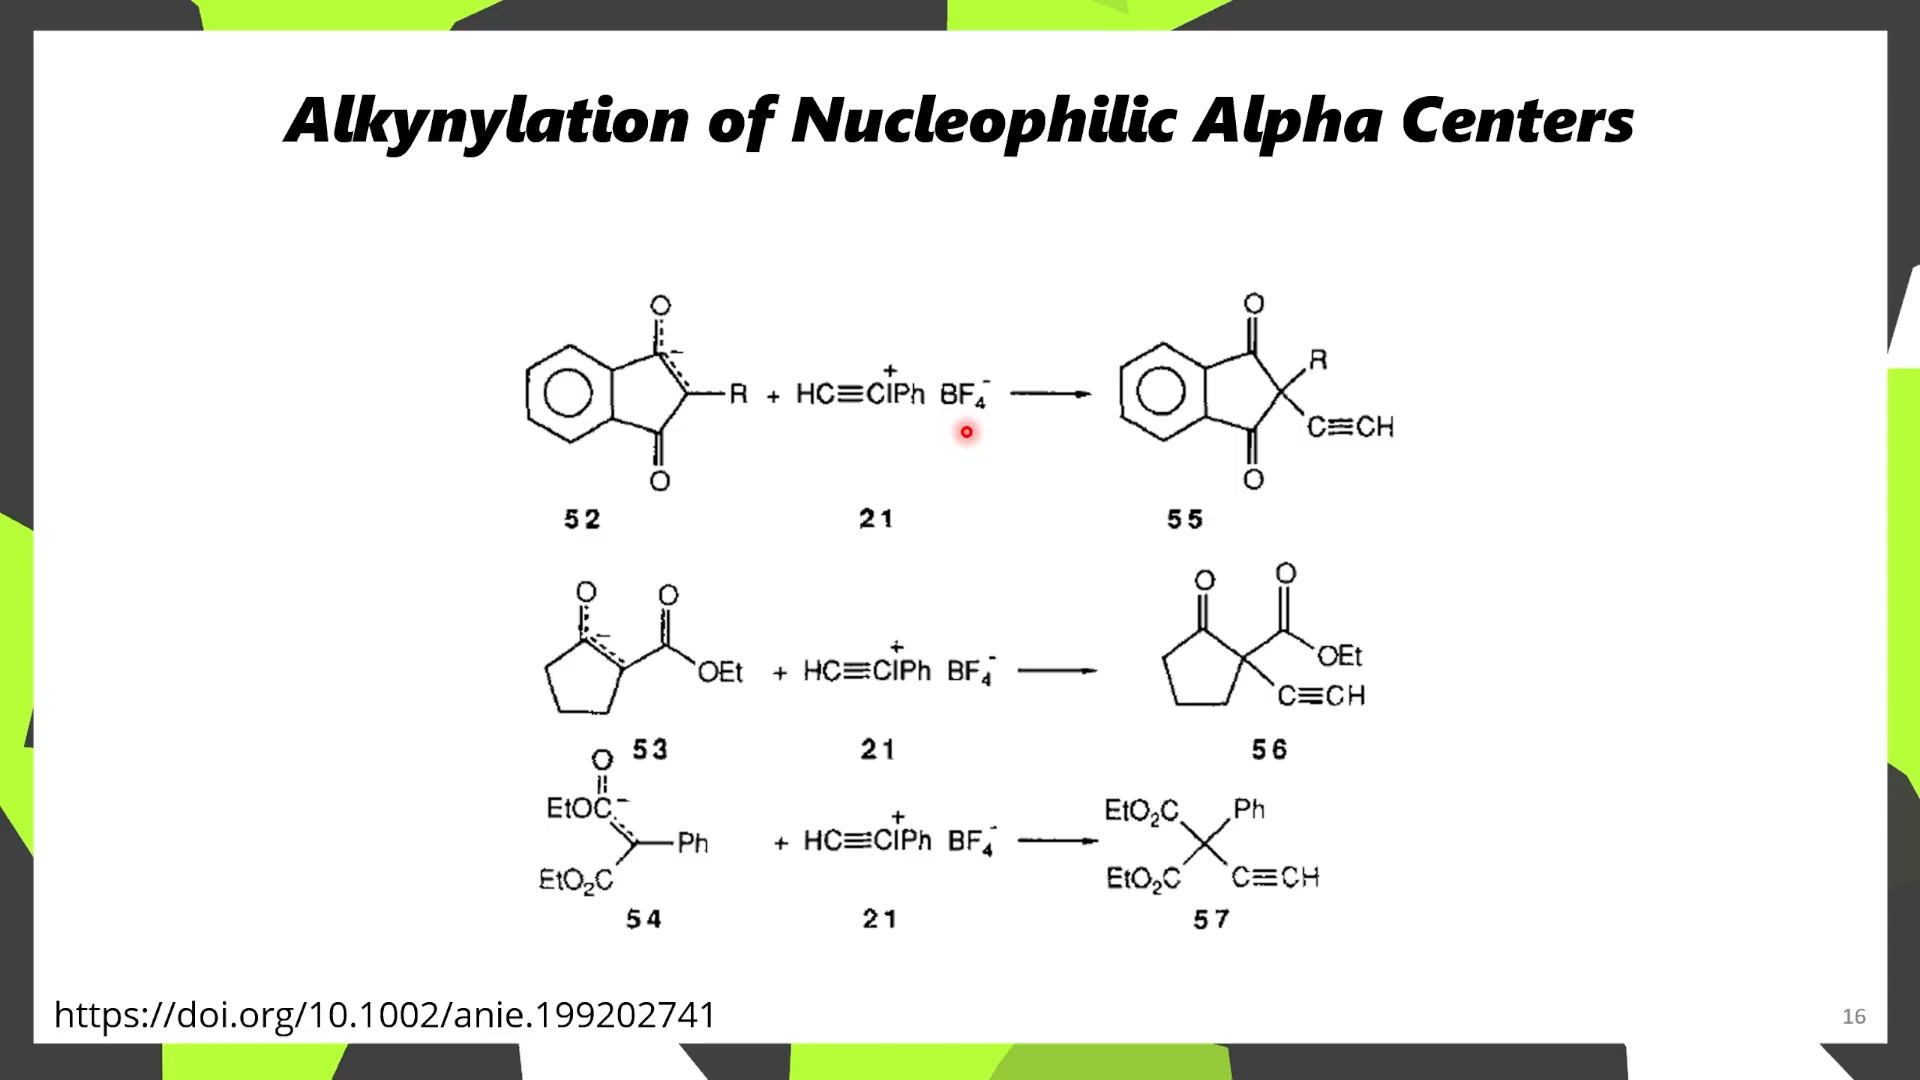 Alkynylation of Nucleophilic Alpha Centers
O O
R + HC≡CIPh⁺ BF₄⁻ R
C≡CH
O O
52 21 55
O O O O
OEt + HC≡CIPh⁺ BF₄⁻ OEt
C≡CH
53 21 56
O
EtOC⁻ EtO₂C Ph
Ph + HC≡CIPh⁺ BF₄⁻
EtO₂C EtO₂C C≡CH
54 21 57
https://doi.org/10.1002/anie.199202741
16